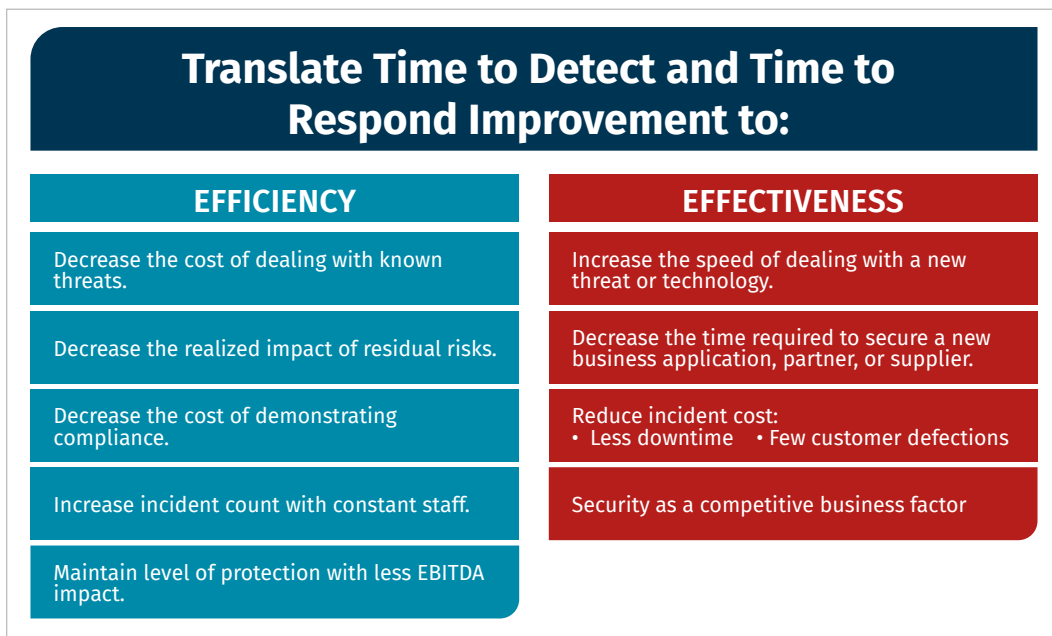 Translate Time to Detect and Time to
Respond Improvement to:
EFFICIENCY
Decrease the cost of dealing with known
threats.
Decrease the realized impact of residual risks.
Decrease the cost of demonstrating
compliance.
Increase incident count with constant staff.
Maintain level of protection with less EBITDA
impact.
EFFECTIVENESS
Increase the speed of dealing with a new
threat or technology.
Decrease the time required to secure a new
business application, partner, or supplier.
Reduce incident cost:
• Less downtime • Few customer defections
Security as a competitive business factor